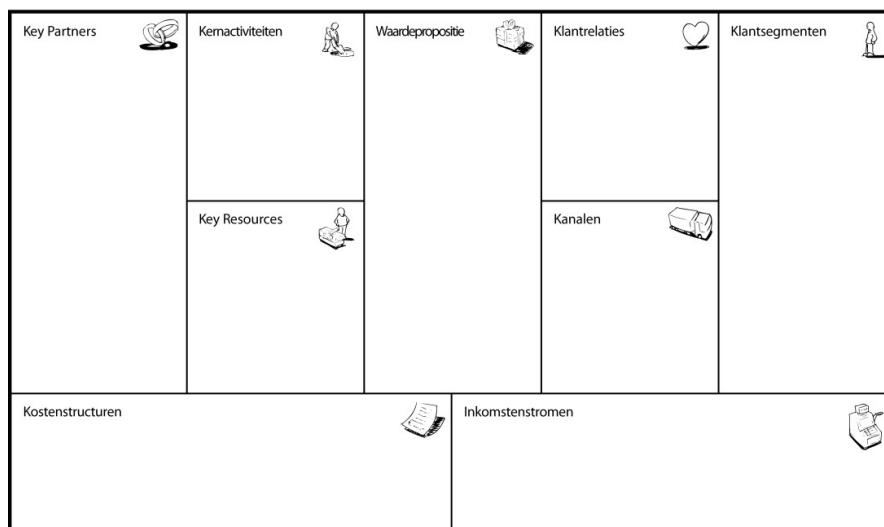 Key Partners
Kernactiviteiten
Waardepropositie
Klantrelaties
Klantsegmenten
Key Resources
Kanalen
Kostenstructuren
Inkomstenstromen